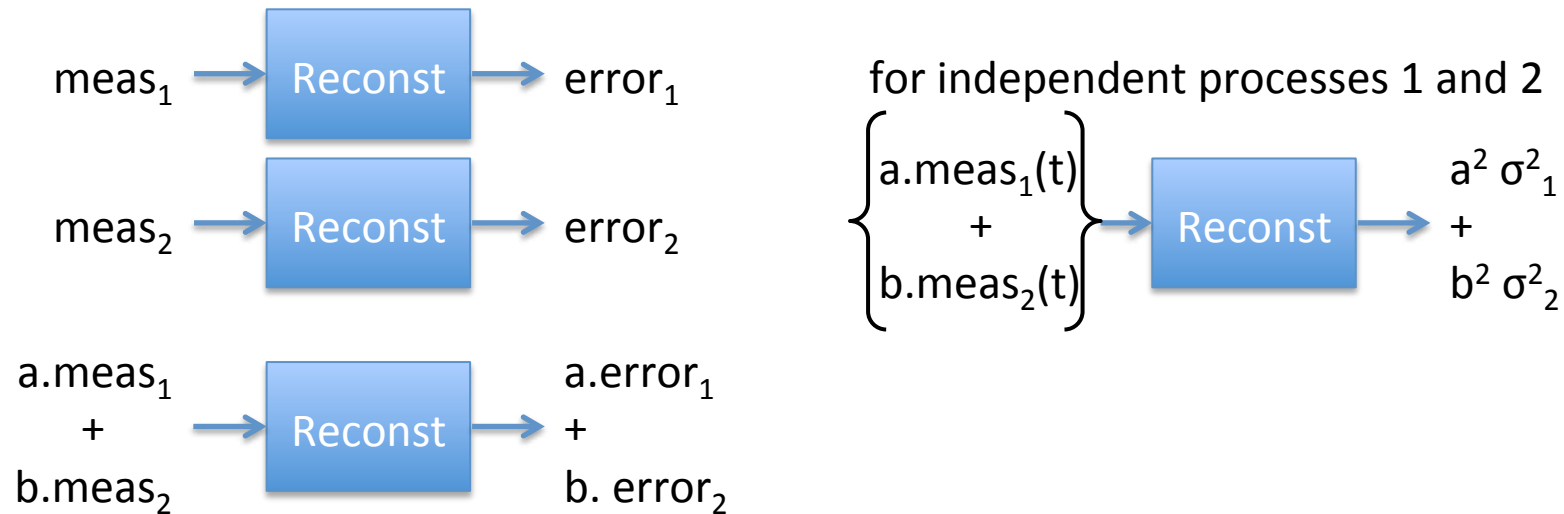 meas₁ Reconst error₁
meas₂ Reconst error₂
a.meas₁
+
b.meas₂
Reconst
a.error₁
+
b. error₂
for independent processes 1 and 2
a.meas₁(t)
+
b.meas₂(t)
Reconst
a² σ²₁
+
b² σ²₂